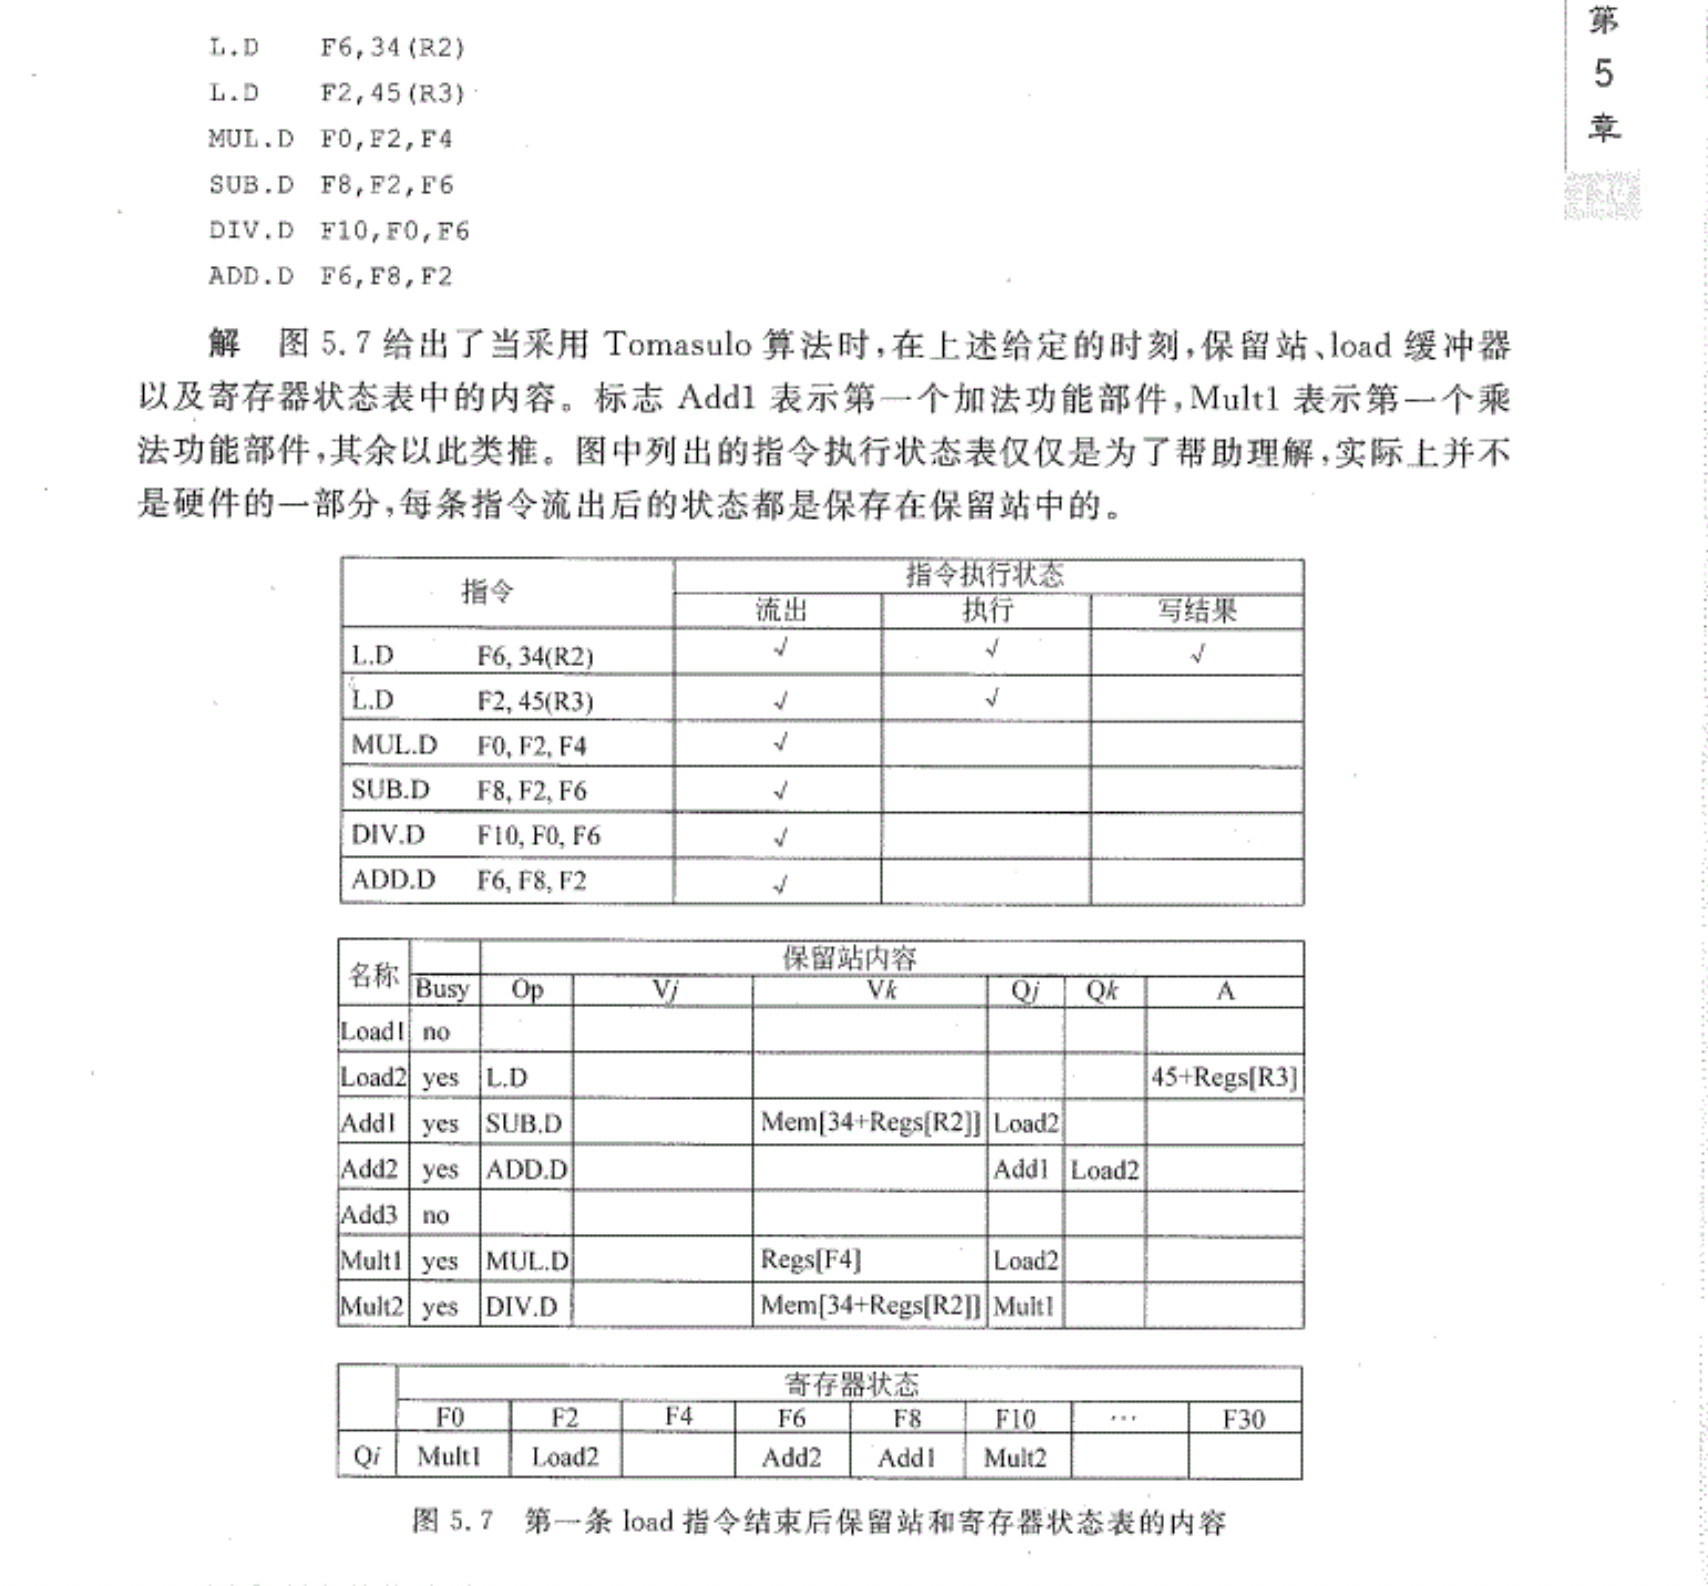 第
5
章
L.D F6,34(R2)
L.D F2,45(R3)
MUL.D F0,F2,F4
SUB.D F8,F2,F6
DIV.D F10,F0,F6
ADD.D F6,F8,F2
解 图 5.7 给出了当采用 Tomasulo 算法时,在上述给定的时刻,保留站、load 缓冲器
以及寄存器状态表中的内容。标志 Add1 表示第一个加法功能部件,Mult1 表示第一个乘
法功能部件,其余以此类推。图中列出的指令执行状态表仅仅是为了帮助理解,实际上并不
是硬件的一部分,每条指令流出后的状态都是保存在保留站中的。
指令 指令执行状态
流出 执行 写结果
L.D F6, 34(R2) √ √ √
L.D F2, 45(R3) √ √
MUL.D F0, F2, F4 √
SUB.D F8, F2, F6 √
DIV.D F10, F0, F6 √
ADD.D F6, F8, F2 √
名称 保留站内容
Busy Op Vj Vk Qj Qk A
Load1 no
Load2 yes L.D 45+Regs[R3]
Add1 yes SUB.D Mem[34+Regs[R2]] Load2
Add2 yes ADD.D Add1 Load2
Add3 no
Mult1 yes MUL.D Regs[F4] Load2
Mult2 yes DIV.D Mem[34+Regs[R2]] Mult1
寄存器状态
F0 F2 F4 F6 F8 F10 … F30
Qi Mult1 Load2 Add2 Add1 Mult2
图 5.7 第一条 load 指令结束后保留站和寄存器状态表的内容